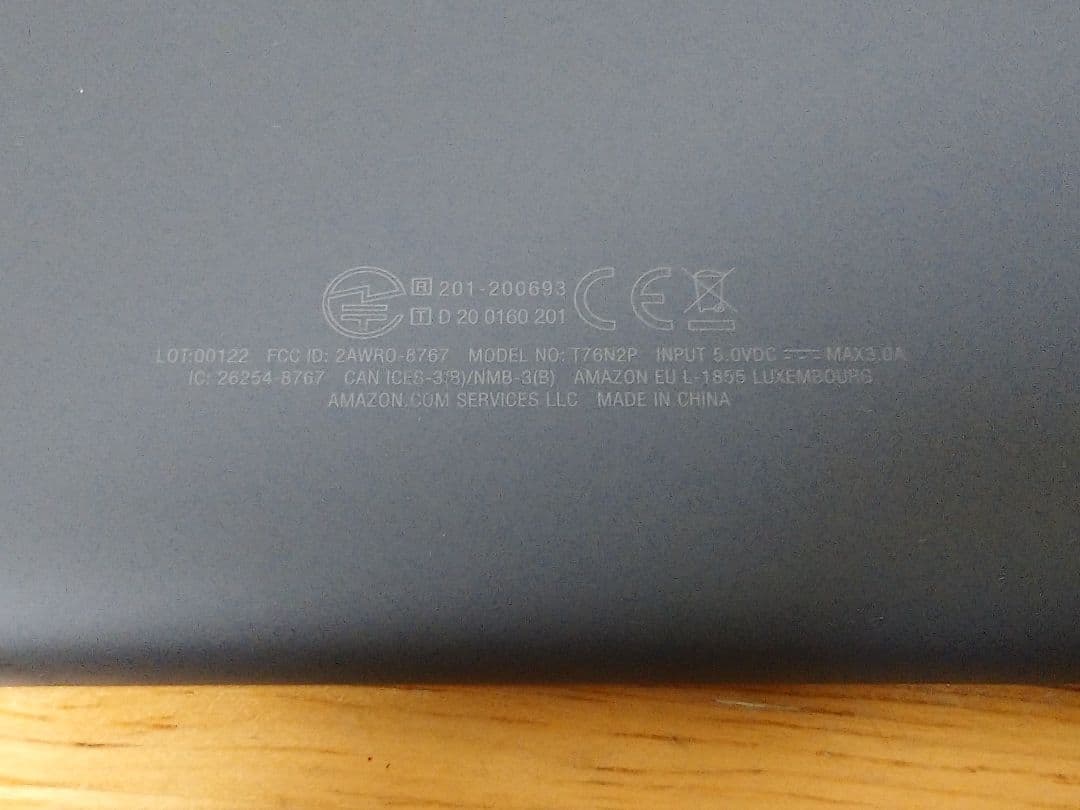 R 201-200693
T D 20 0160 201
CE
LOT:00122 FCC ID: 2AWRO-8767 MODEL NO: T76N2P INPUT 5.0VDC MAX3.0A
IC: 26254-8767 CAN ICES-3(B)/NMB-3(B) AMAZON EU L-1855 LUXEMBOURG
AMAZON.COM SERVICES LLC MADE IN CHINA